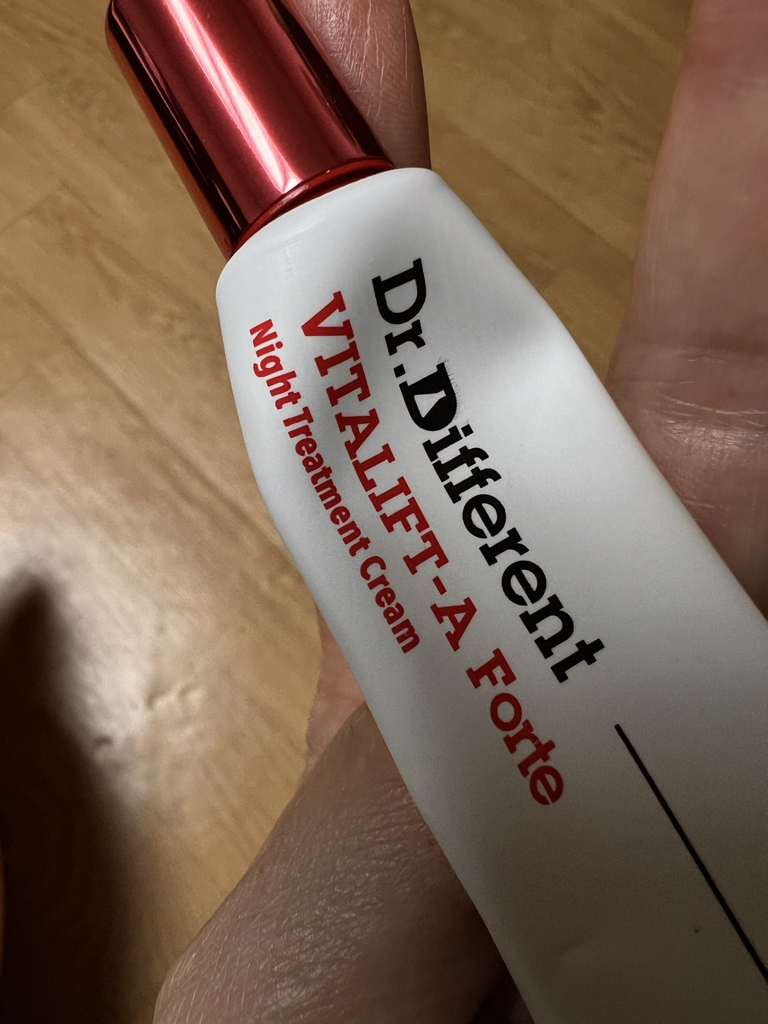 Dr.Different
VITALIFT-A Forte
Night Treatment Cream